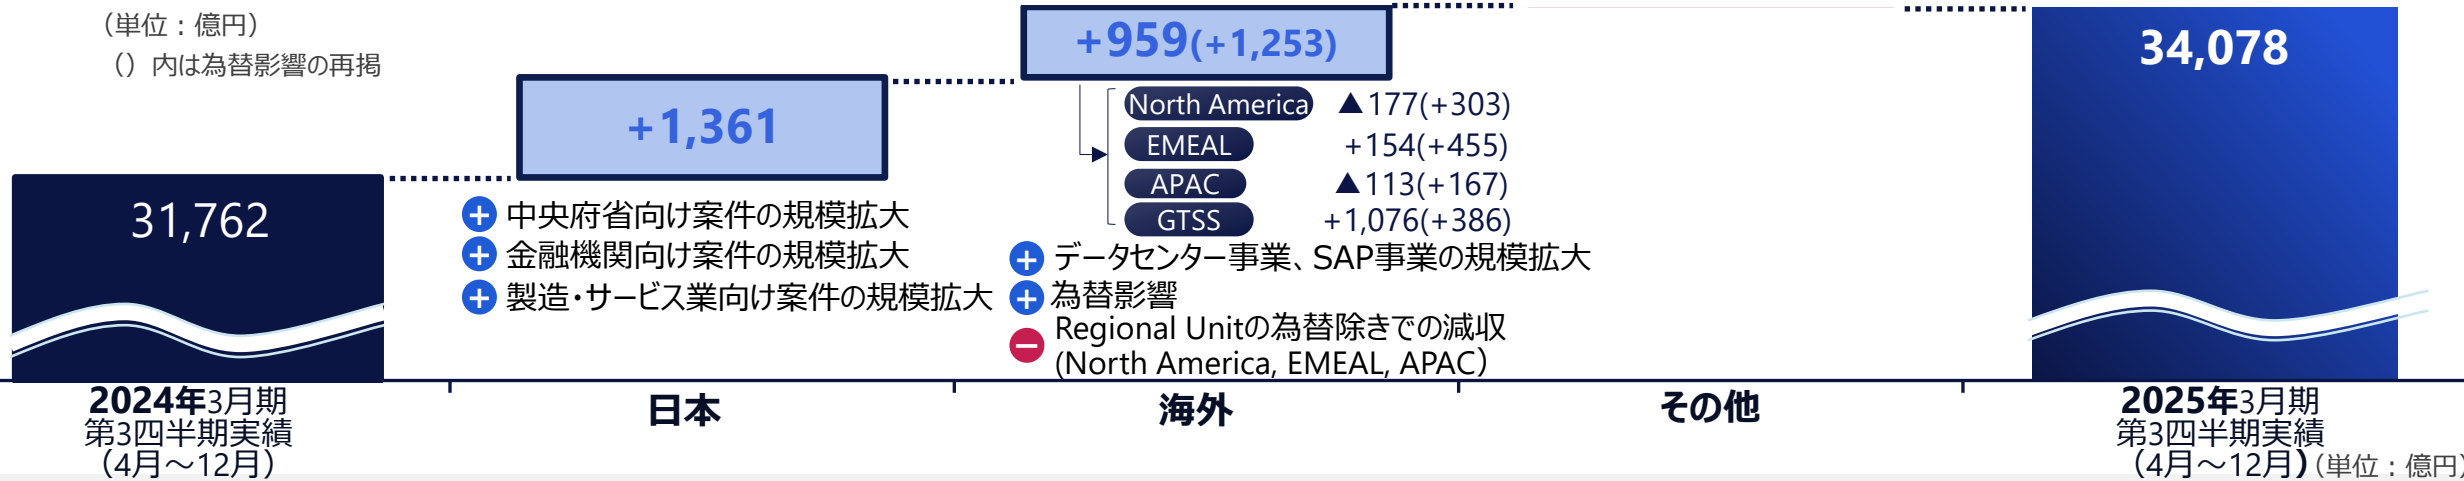 （単位：億円）
（）内は為替影響の再掲
31,762
+1,361
+959(+1,253)
North America ▲177(+303)
EMEAL +154(+455)
APAC ▲113(+167)
GTSS +1,076(+386)
34,078
+ 中央府省向け案件の規模拡大
+ 金融機関向け案件の規模拡大
+ 製造・サービス業向け案件の規模拡大
+ データセンター事業、SAP事業の規模拡大
+ 為替影響
− Regional Unitの為替除きでの減収
(North America, EMEAL, APAC）
2024年3月期
第3四半期実績
（4月～12月）
日本
海外
その他
2025年3月期
第3四半期実績
（4月～12月）
（単位：億円）